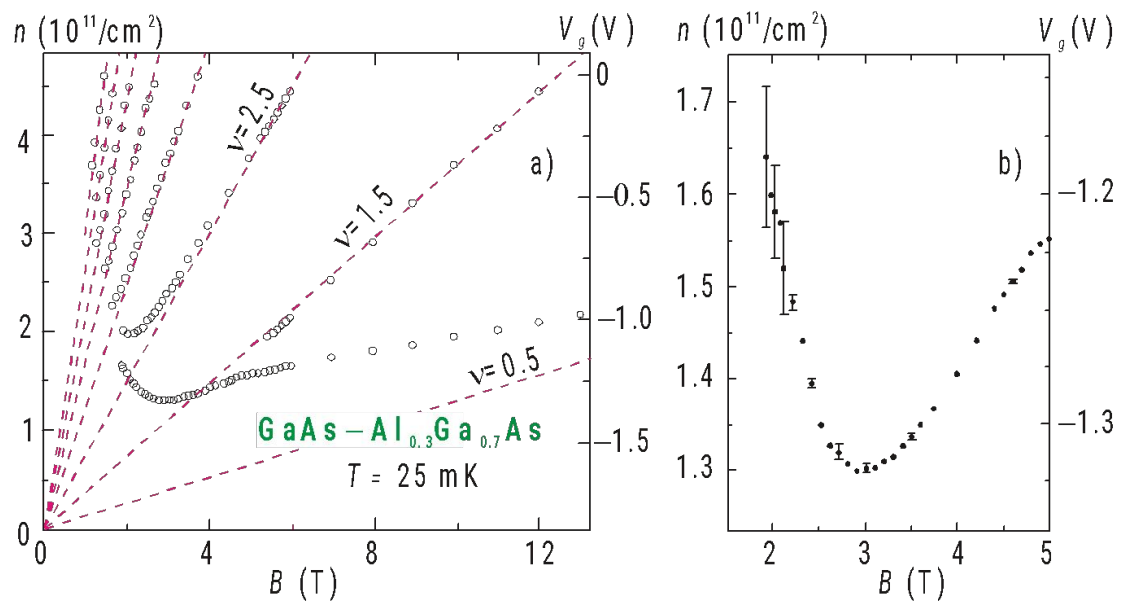 n (10¹¹/cm²)
V_g (V)
4
3
2
1
0
0
−0.5
−1.0
−1.5
0
4
8
12
B (T)
a)
ν=2.5
ν=1.5
ν=0.5
GaAs–Al₀.₃Ga₀.₇As
T = 25 mK
n (10¹¹/cm²)
V_g (V)
1.7
1.6
1.5
1.4
1.3
−1.2
−1.3
2
3
4
5
B (T)
b)